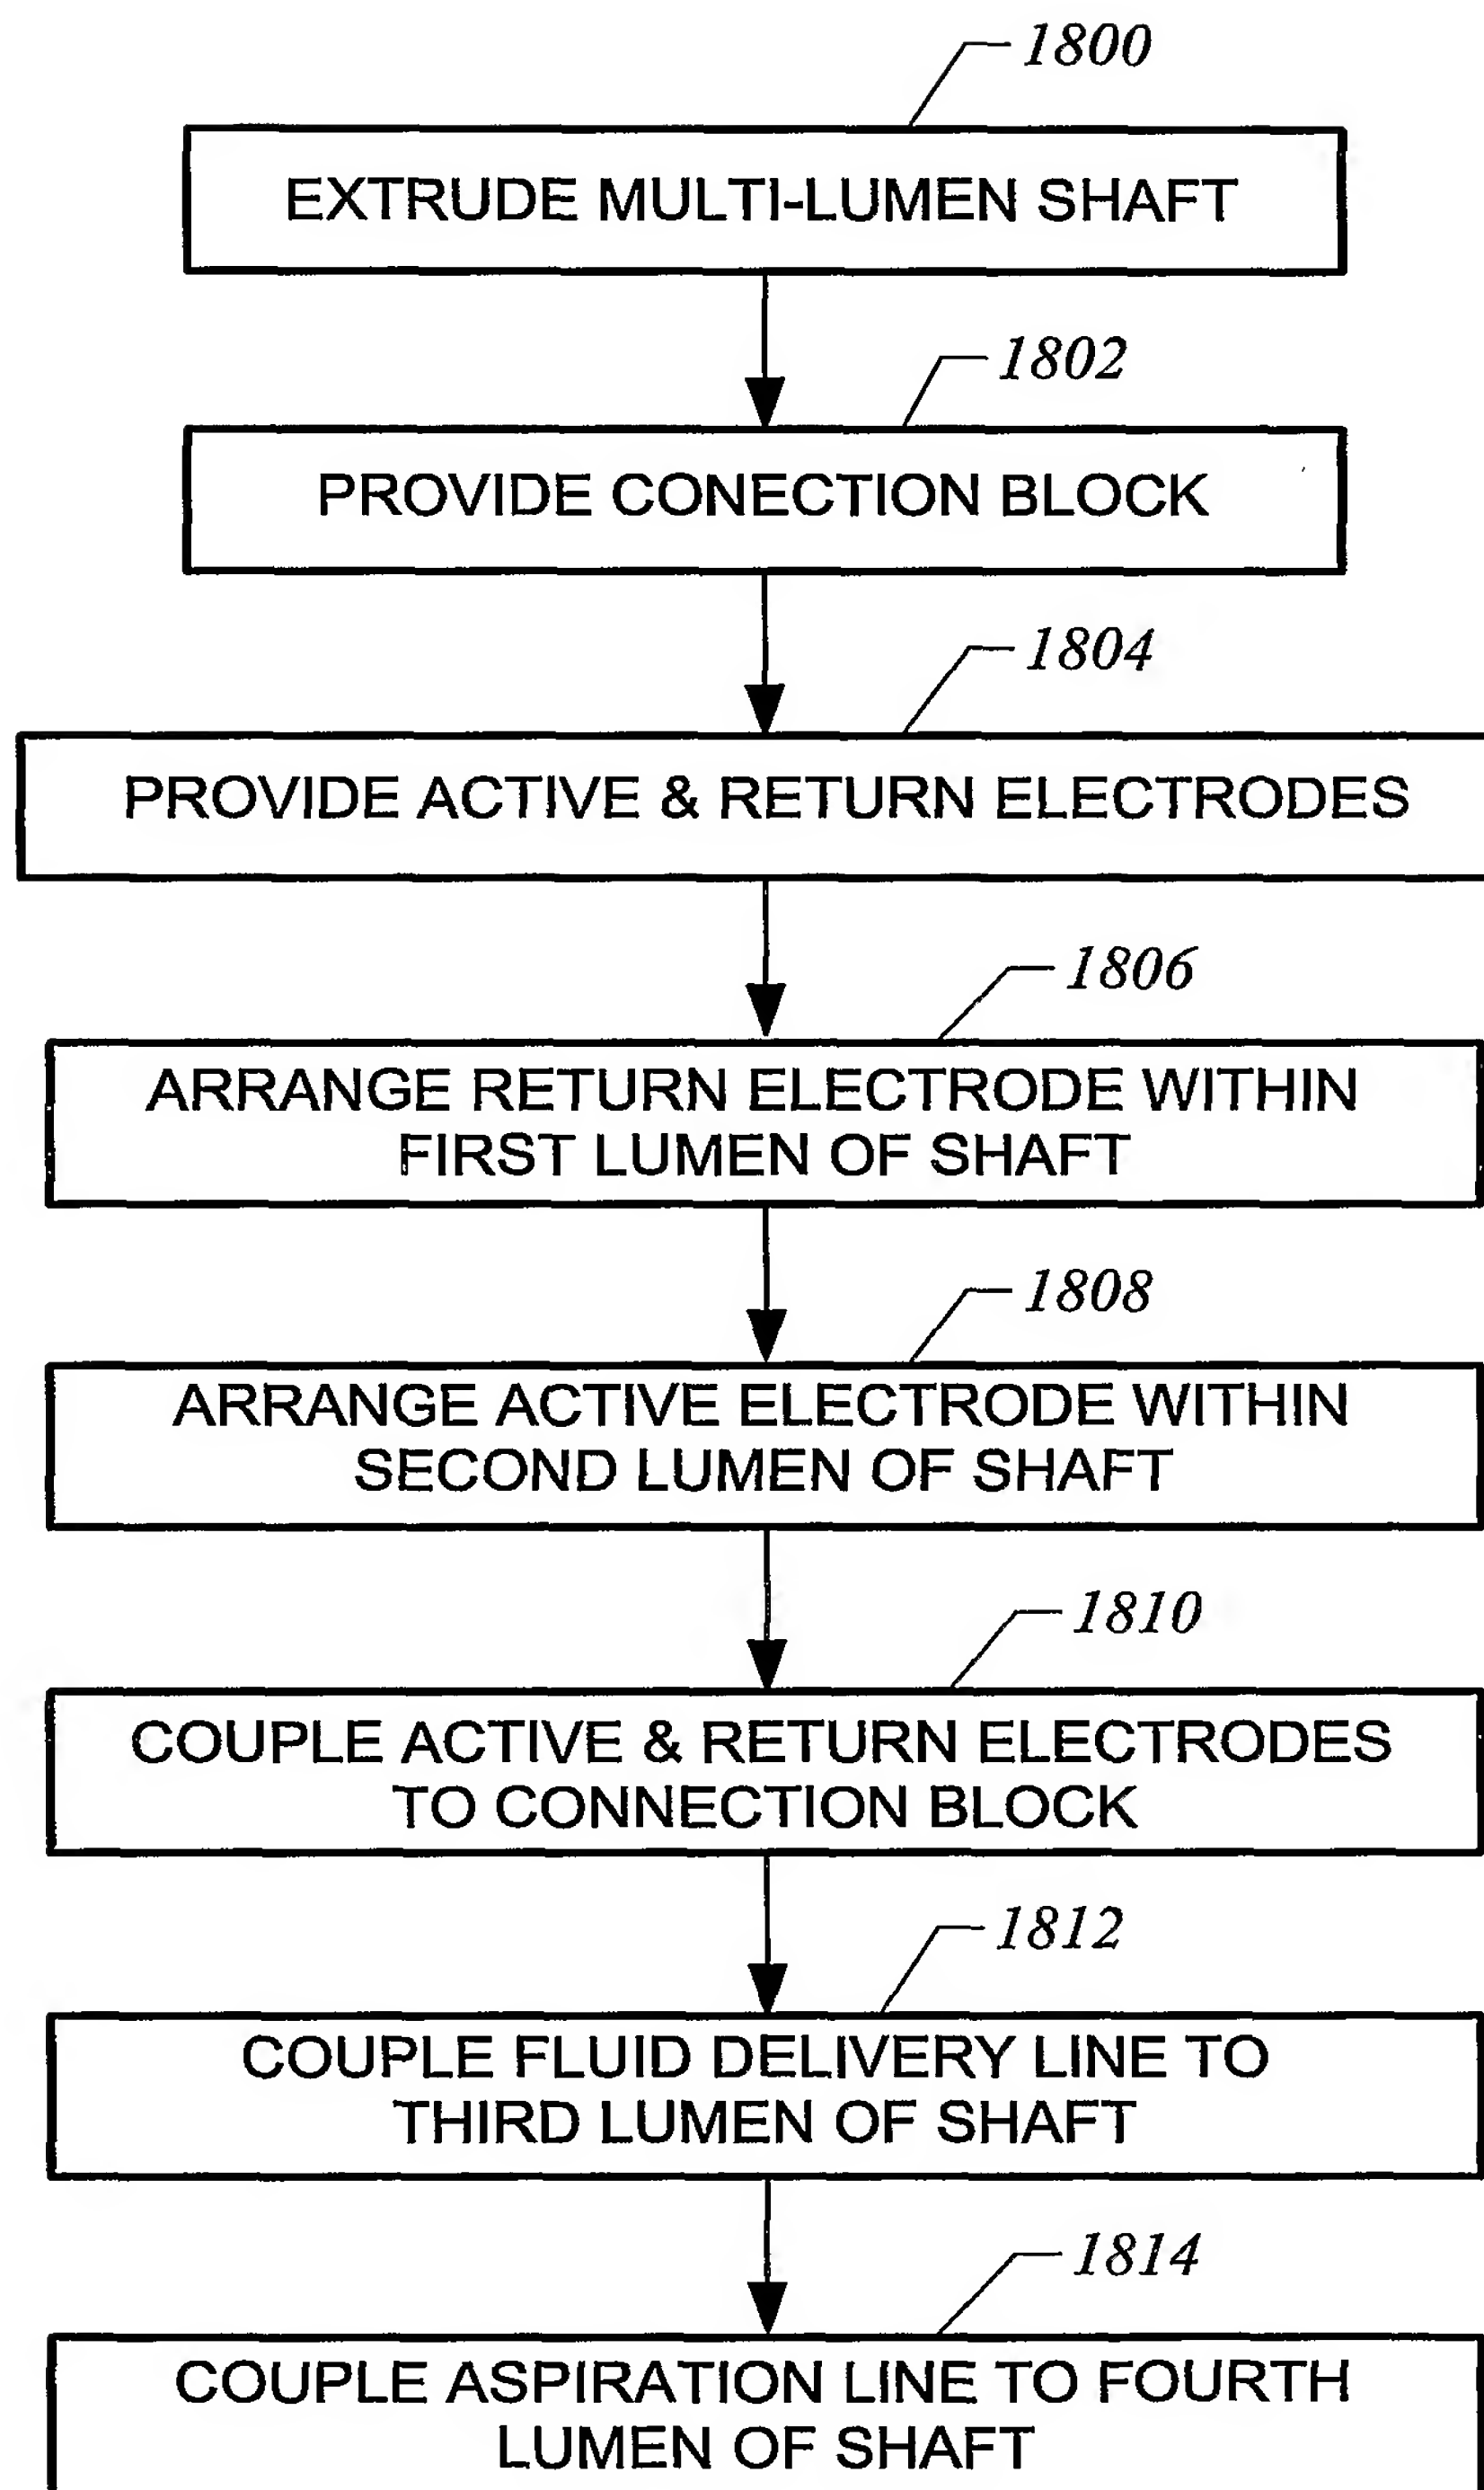 1800
EXTRUDE MULTI-LUMEN SHAFT
1802
PROVIDE CONECTION BLOCK
1804
PROVIDE ACTIVE & RETURN ELECTRODES
1806
ARRANGE RETURN ELECTRODE WITHIN
FIRST LUMEN OF SHAFT
1808
ARRANGE ACTIVE ELECTRODE WITHIN
SECOND LUMEN OF SHAFT
1810
COUPLE ACTIVE & RETURN ELECTRODES
TO CONNECTION BLOCK
1812
COUPLE FLUID DELIVERY LINE TO
THIRD LUMEN OF SHAFT
1814
COUPLE ASPIRATION LINE TO FOURTH
LUMEN OF SHAFT